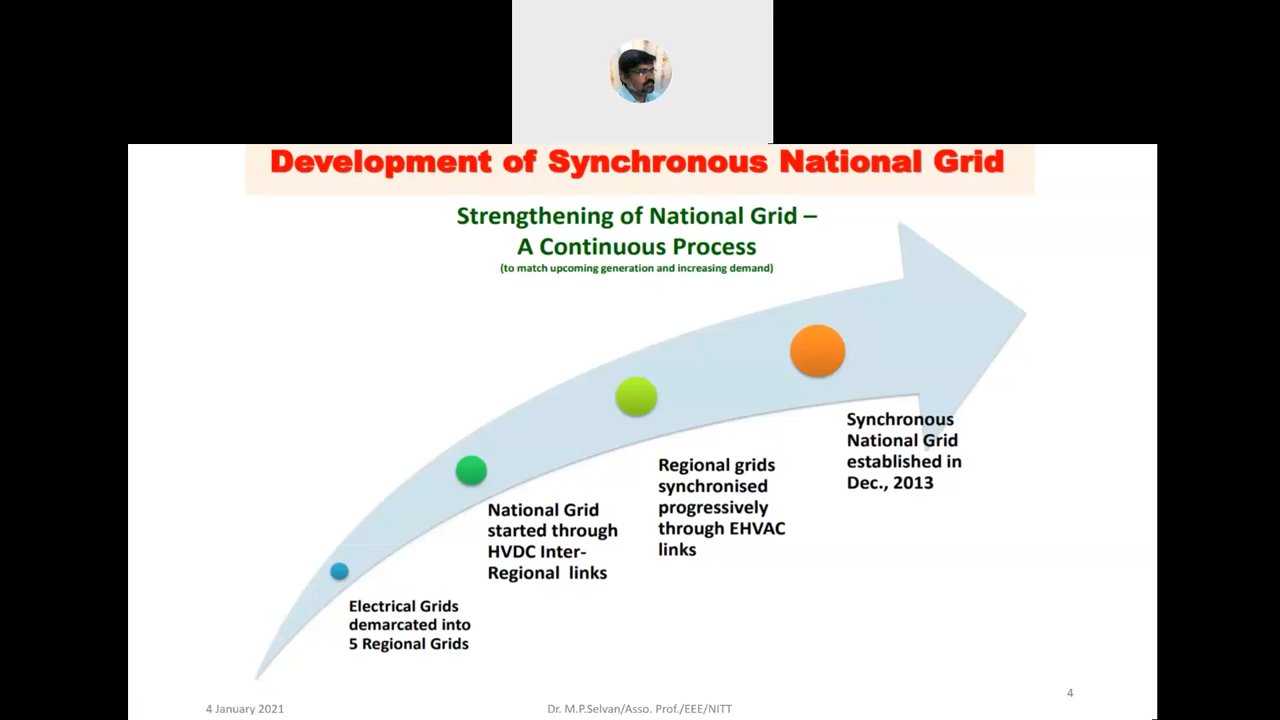 Development of Synchronous National Grid
Strengthening of National Grid –
A Continuous Process
(to match upcoming generation and increasing demand)
Electrical Grids
demarcated into
5 Regional Grids
National Grid
started through
HVDC Inter-
Regional links
Regional grids
synchronised
progressively
through EHVAC
links
Synchronous
National Grid
established in
Dec., 2013
4 January 2021
Dr. M.P.Selvan/Asso. Prof./EEE/NITT
4